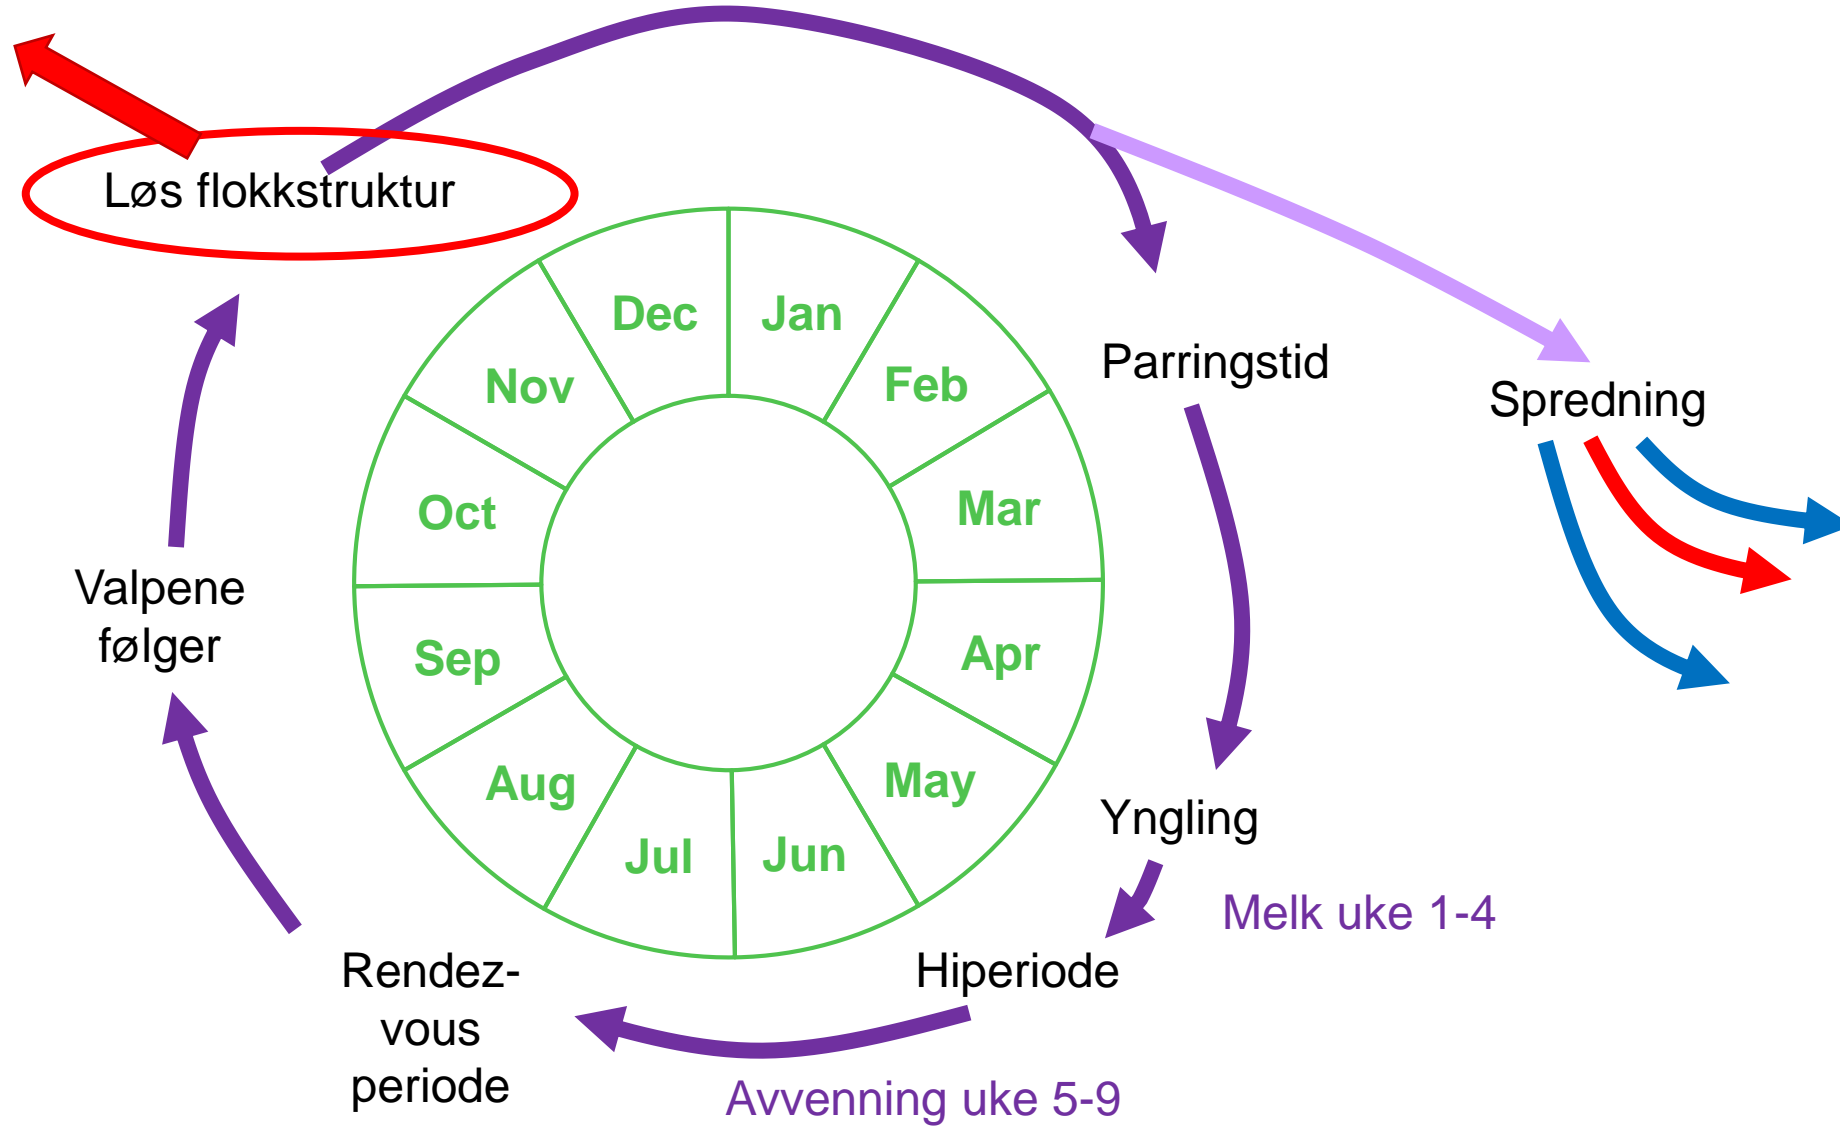 Løs flokkstruktur
Dec
Jan
Nov
Feb
Parringstid
Spredning
Oct
Mar
Valpene
følger
Sep
Apr
Aug
May
Jul
Jun
Yngling
Melk uke 1-4
Rendez-
vous
periode
Hiperiode
Avvenning uke 5-9